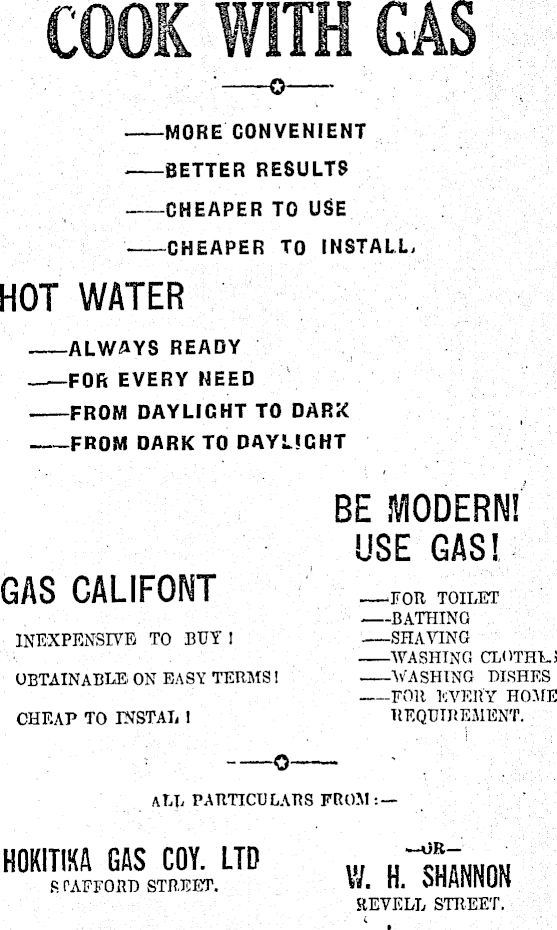 COOK WITH GAS
—MORE CONVENIENT
—BETTER RESULTS
—CHEAPER TO USE
—CHEAPER TO INSTALL.
HOT WATER
—ALWAYS READY
—FOR EVERY NEED
—FROM DAYLIGHT TO DARK
—FROM DARK TO DAYLIGHT
BE MODERN!
USE GAS!
GAS CALIFONT
INEXPENSIVE TO BUY!
OBTAINABLE ON EASY TERMS!
CHEAP TO INSTAL!
—FOR TOILET
—BATHING
—SHAVING
—WASHING CLOTHES
—WASHING DISHES
—FOR EVERY HOME
REQUIREMENT.
ALL PARTICULARS FROM:—
HOKITIKA GAS COY. LTD
STAFFORD STREET.
—OR—
W. H. SHANNON
REVELL STREET.